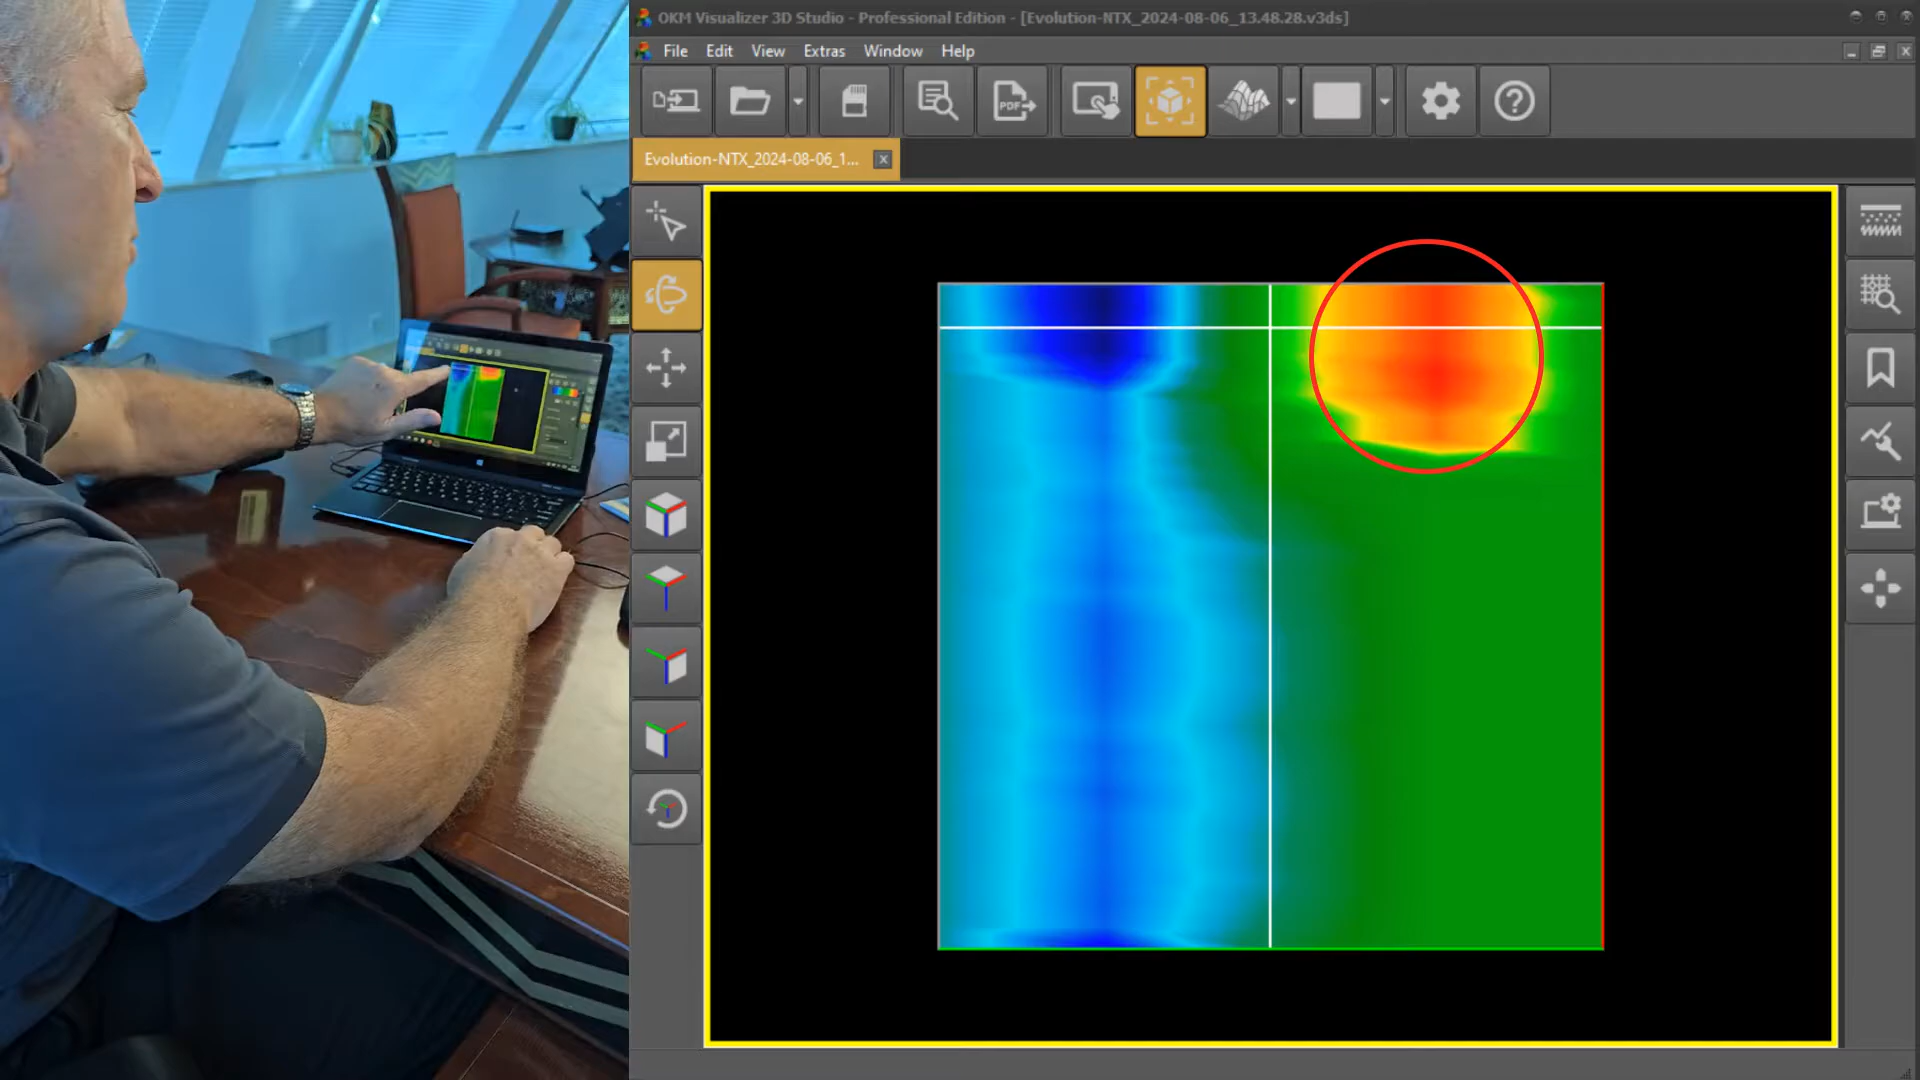 OKM Visualizer 3D Studio - Professional Edition - [Evolution-NTX_2024-08-06_13.48.28.v3ds]
File Edit View Extras Window Help
PDF
Evolution-NTX_2024-08-06_1...